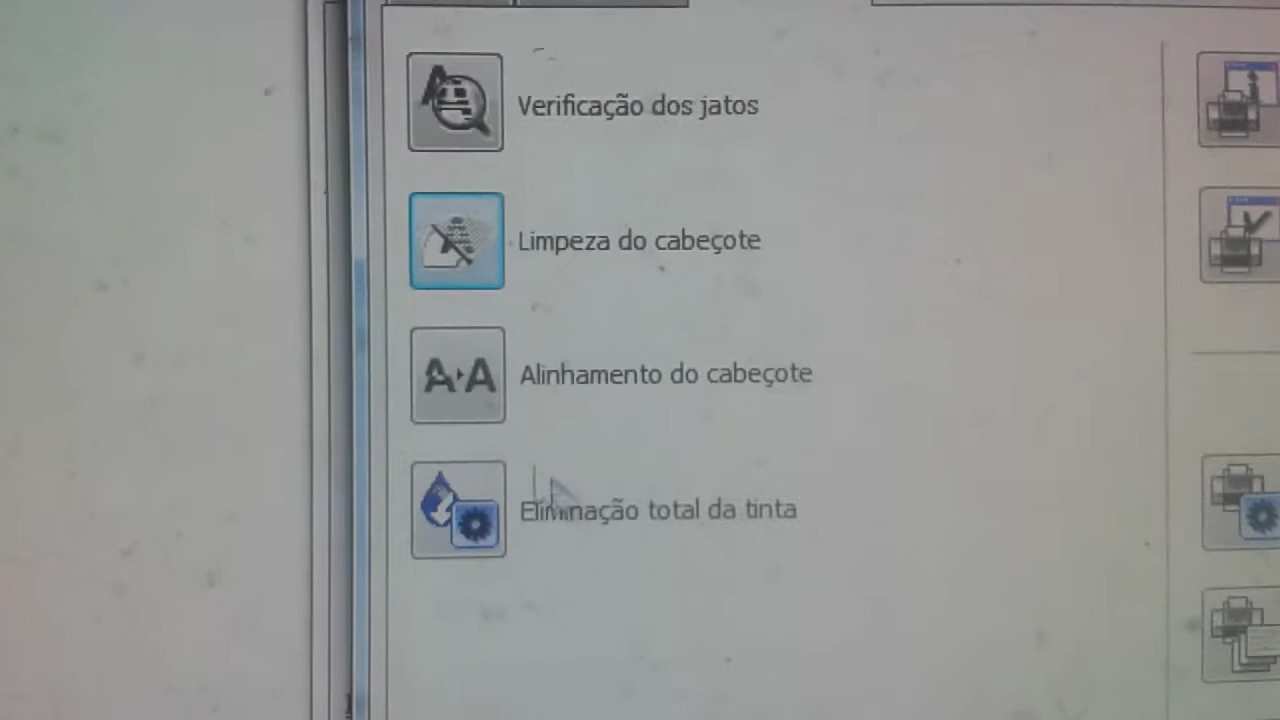 Verificação dos jatos
Limpeza do cabeçote
A A Alinhamento do cabeçote
Eliminação total da tinta